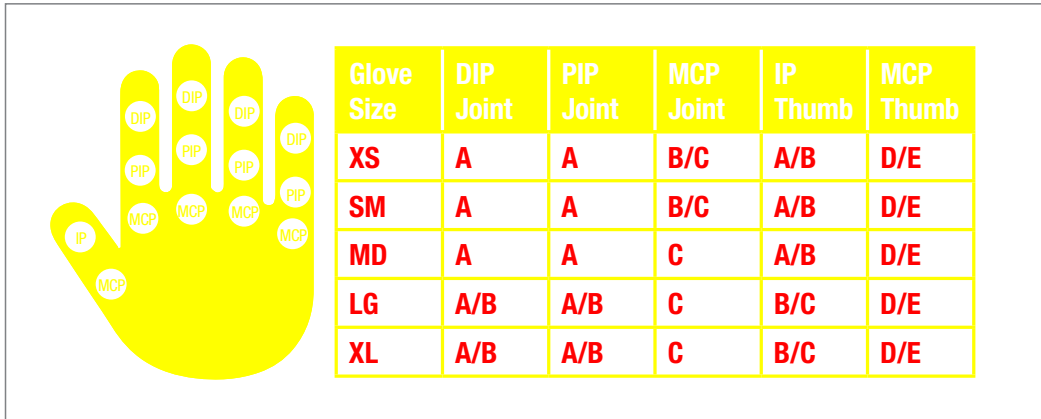 DIP
DIP DIP
DIP
PIP
PIP PIP
PIP
MCP MCP MCP
MCP
IP
MCP
Glove Size DIP Joint PIP Joint MCP Joint IP Thumb MCP Thumb
XS A A B/C A/B D/E
SM A A B/C A/B D/E
MD A A C A/B D/E
LG A/B A/B C B/C D/E
XL A/B A/B C B/C D/E